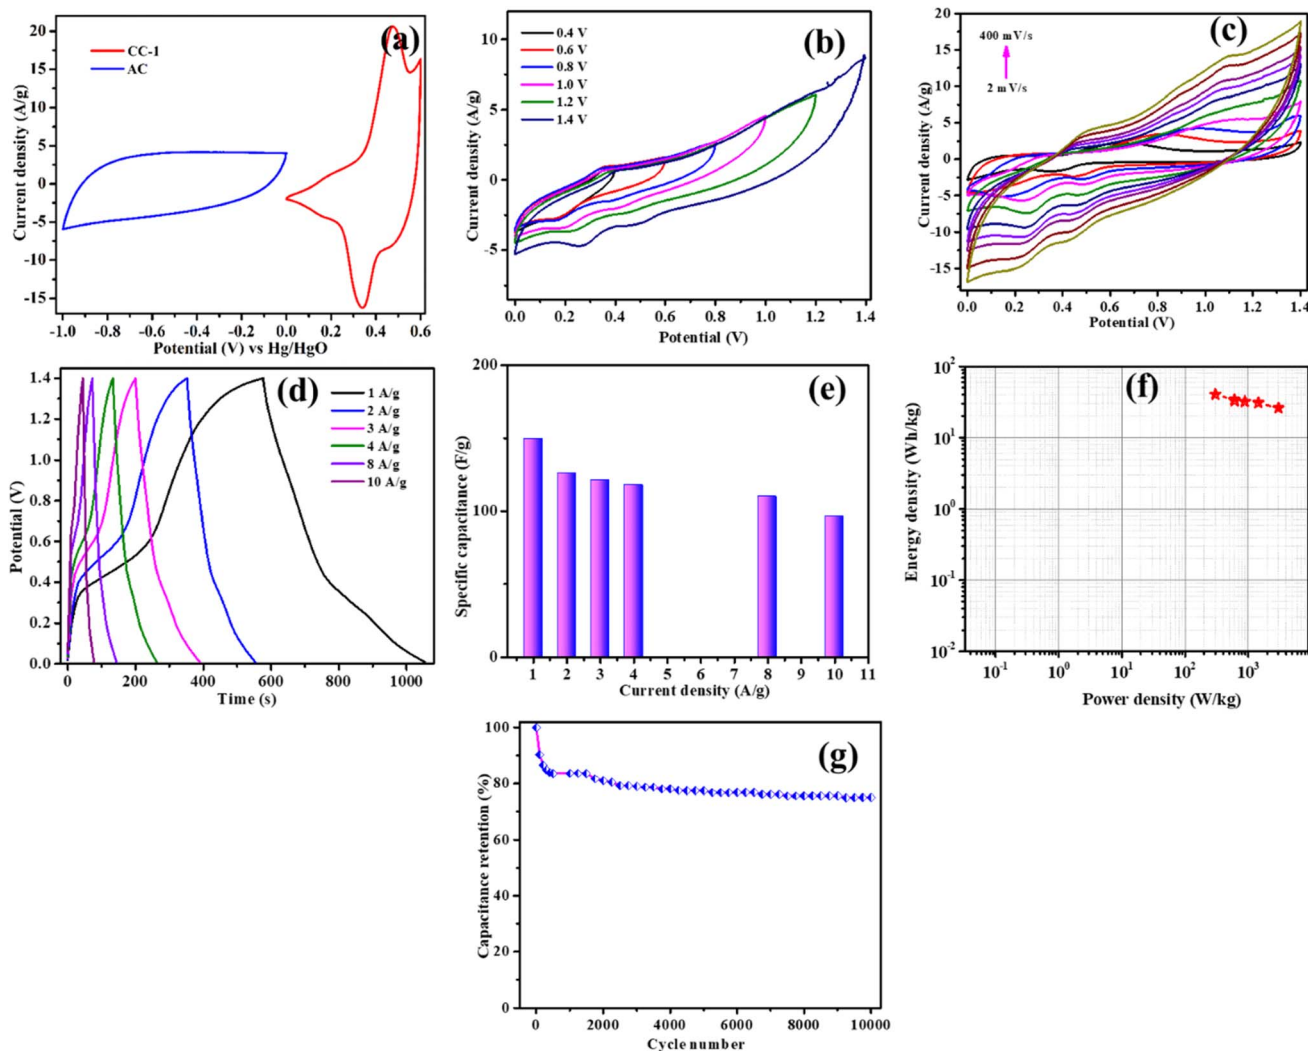 (a)
CC-1
AC
Current density (A/g)
20
15
10
5
0
-5
-10
-15
-1.0
-0.8
-0.6
-0.4
-0.2
0.0
0.2
0.4
0.6
Potential (V) vs Hg/HgO
(b)
0.4 V
0.6 V
0.8 V
1.0 V
1.2 V
1.4 V
Current density (A/g)
10
5
0
-5
0.0
0.2
0.4
0.6
0.8
1.0
1.2
1.4
Potential (V)
(c)
400 mV/s
2 mV/s
Current density (A/g)
20
15
10
5
0
-5
-10
-15
0.0
0.2
0.4
0.6
0.8
1.0
1.2
1.4
Potential (V)
(d)
1 A/g
2 A/g
3 A/g
4 A/g
8 A/g
10 A/g
Potential (V)
1.4
1.2
1.0
0.8
0.6
0.4
0.2
0.0
0
200
400
600
800
1000
Time (s)
(e)
Specific capacitance (F/g)
200
100
0
1
2
3
4
5
6
7
8
9
10
11
Current density (A/g)
(f)
Energy density (Wh/kg)
10²
10¹
10⁰
10⁻¹
10⁻²
10⁻¹
10⁰
10¹
10²
10³
Power density (W/kg)
(g)
Capacitance retention (%)
100
80
60
40
20
0
0
2000
4000
6000
8000
10000
Cycle number